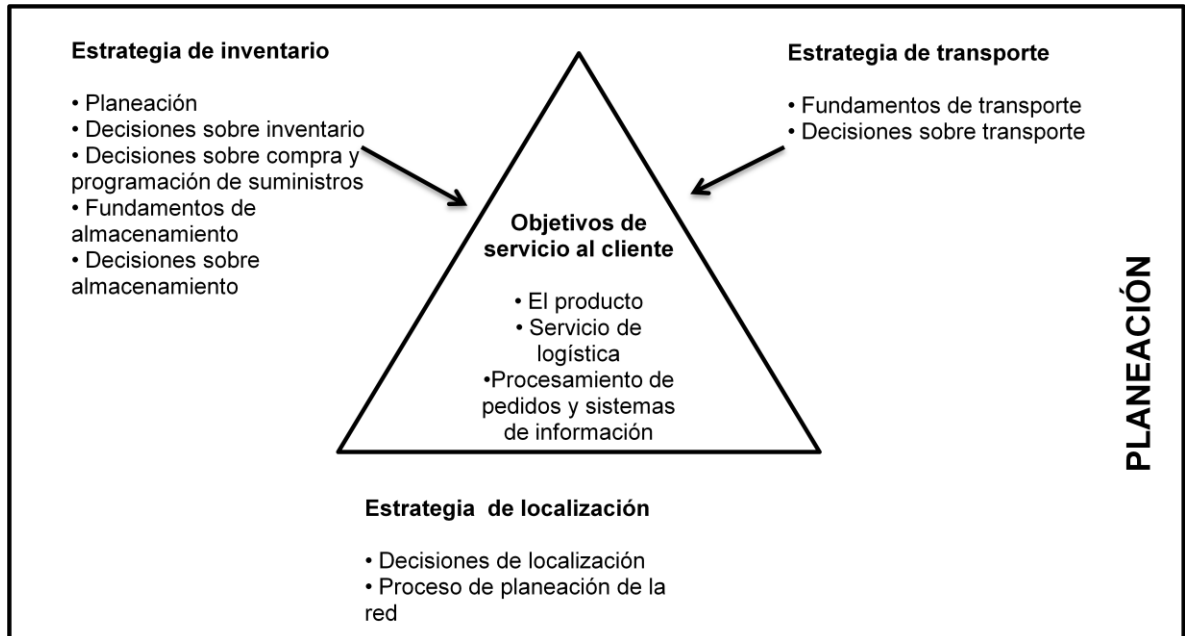 Estrategia de inventario
• Planeación
• Decisiones sobre inventario
• Decisiones sobre compra y
programación de suministros
• Fundamentos de
almacenamiento
• Decisiones sobre
almacenamiento
Estrategia de transporte
• Fundamentos de transporte
• Decisiones sobre transporte
Objetivos de
servicio al cliente
• El producto
• Servicio de
logística
•Procesamiento de
pedidos y sistemas
de información
Estrategia  de localización
• Decisiones de localización
• Proceso de planeación de la
red
PLANEACIÓN